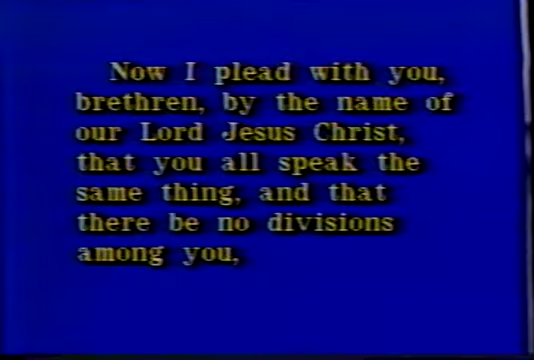 Now I plead with you,
brethren, by the name of
our Lord Jesus Christ,
that you all speak the
same thing, and that
there be no divisions
among you,